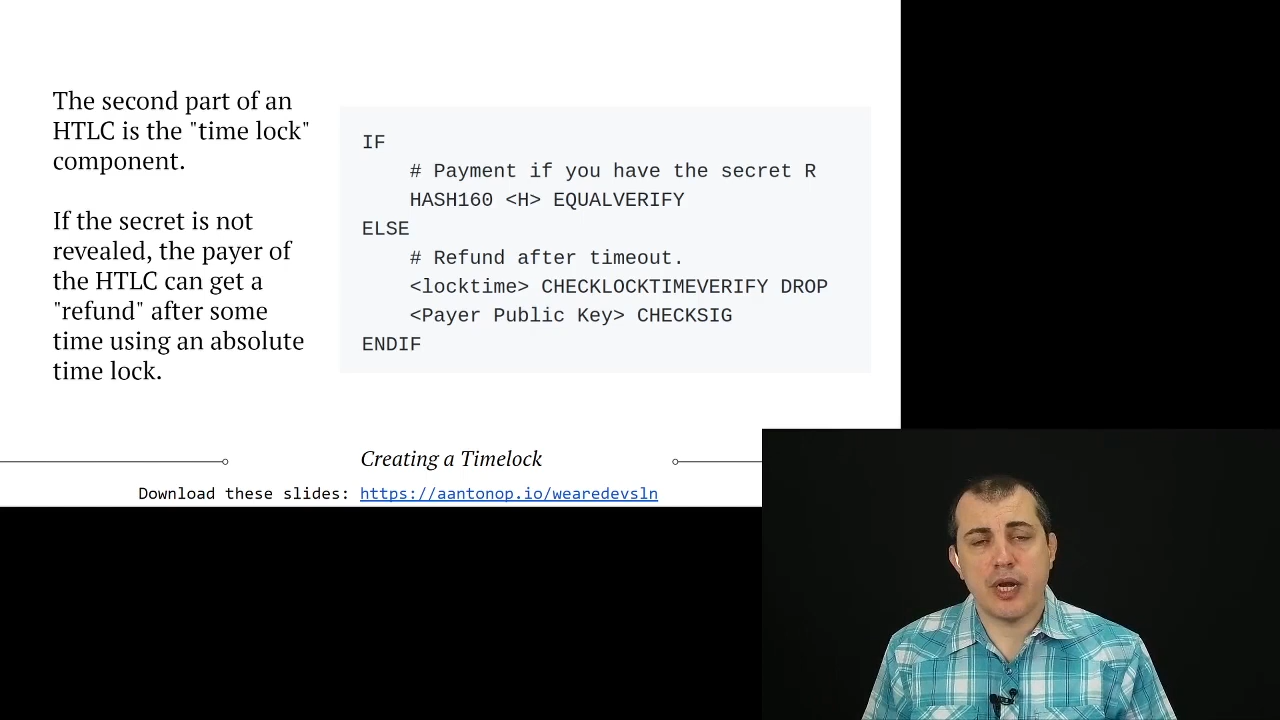 The second part of an
HTLC is the "time lock"
component.
If the secret is not
revealed, the payer of
the HTLC can get a
"refund" after some
time using an absolute
time lock.
IF
# Payment if you have the secret R
HASH160 <H> EQUALVERIFY
ELSE
# Refund after timeout.
<locktime> CHECKLOCKTIMEVERIFY DROP
<Payer Public Key> CHECKSIG
ENDIF
Creating a Timelock
Download these slides: https://aantonop.io/wearedevsln